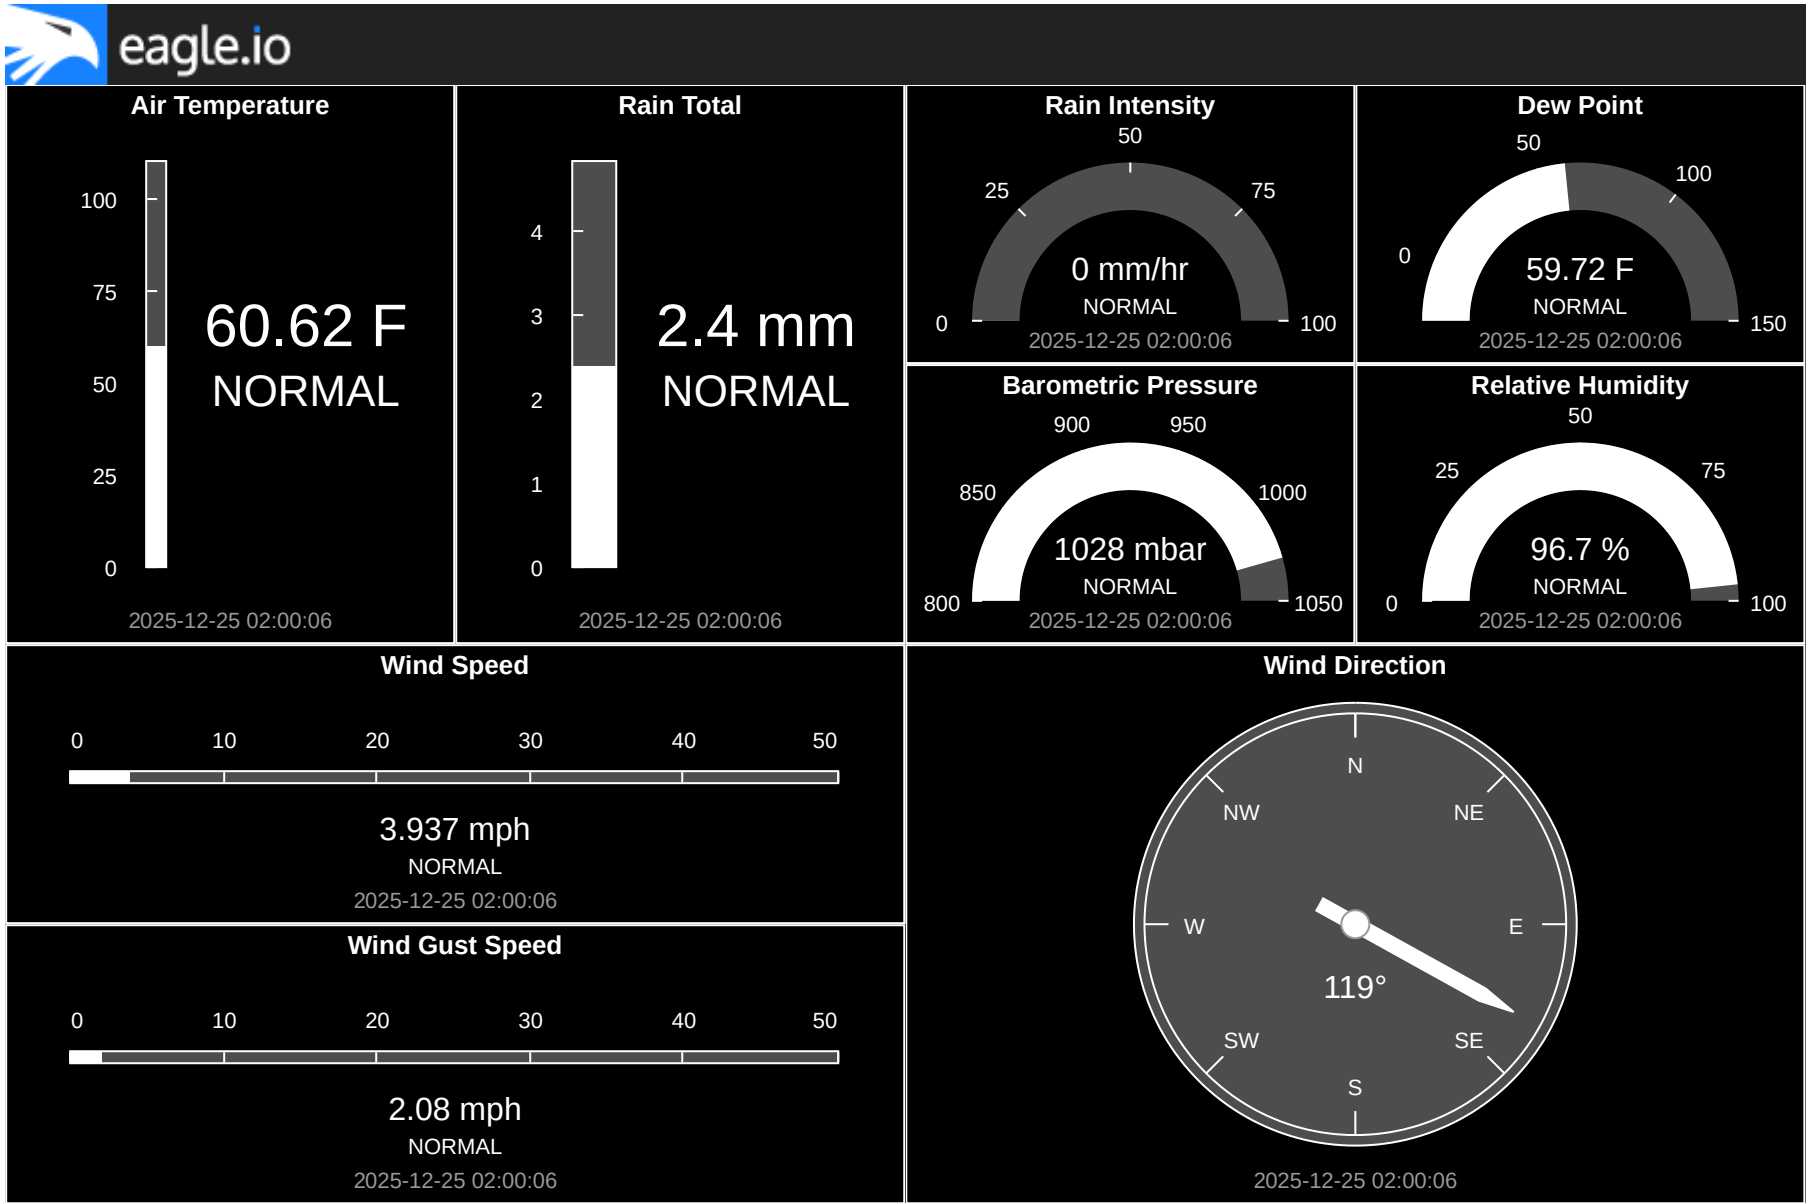 eagle.io
Air Temperature
100
75
50
25
0
60.62 F
NORMAL
2025-12-25 02:00:06
Rain Total
4
3
2
1
0
2.4 mm
NORMAL
2025-12-25 02:00:06
Rain Intensity
50
25
75
0
100
0 mm/hr
NORMAL
2025-12-25 02:00:06
Dew Point
50
100
0
150
59.72 F
NORMAL
2025-12-25 02:00:06
Barometric Pressure
900
950
850
1000
800
1050
1028 mbar
NORMAL
2025-12-25 02:00:06
Relative Humidity
50
25
75
0
100
96.7 %
NORMAL
2025-12-25 02:00:06
Wind Speed
0 10 20 30 40 50
3.937 mph
NORMAL
2025-12-25 02:00:06
Wind Gust Speed
0 10 20 30 40 50
2.08 mph
NORMAL
2025-12-25 02:00:06
Wind Direction
N
NW NE
W E
119°
SW SE
S
2025-12-25 02:00:06